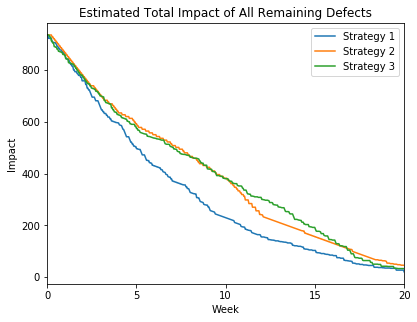 Estimated Total Impact of All Remaining Defects
Strategy 1
Strategy 2
Strategy 3
Impact
800
600
400
200
0
0 5 10 15 20
Week